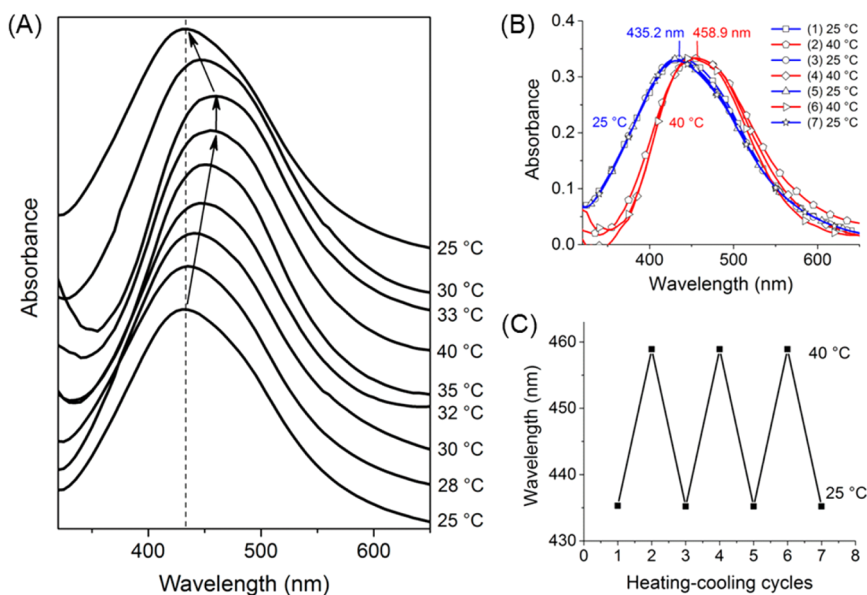 (A)
Absorbance
25 °C
30 °C
33 °C
40 °C
35 °C
32 °C
30 °C
28 °C
25 °C
400
500
600
Wavelength (nm)
(B)
Absorbance
0.4
0.3
0.2
0.1
0.0
435.2 nm
458.9 nm
25 °C
40 °C
(1) 25 °C
(2) 40 °C
(3) 25 °C
(4) 40 °C
(5) 25 °C
(6) 40 °C
(7) 25 °C
400
500
600
Wavelength (nm)
(C)
Wavelength (nm)
460
450
440
430
40 °C
25 °C
0 1 2 3 4 5 6 7 8
Heating-cooling cycles